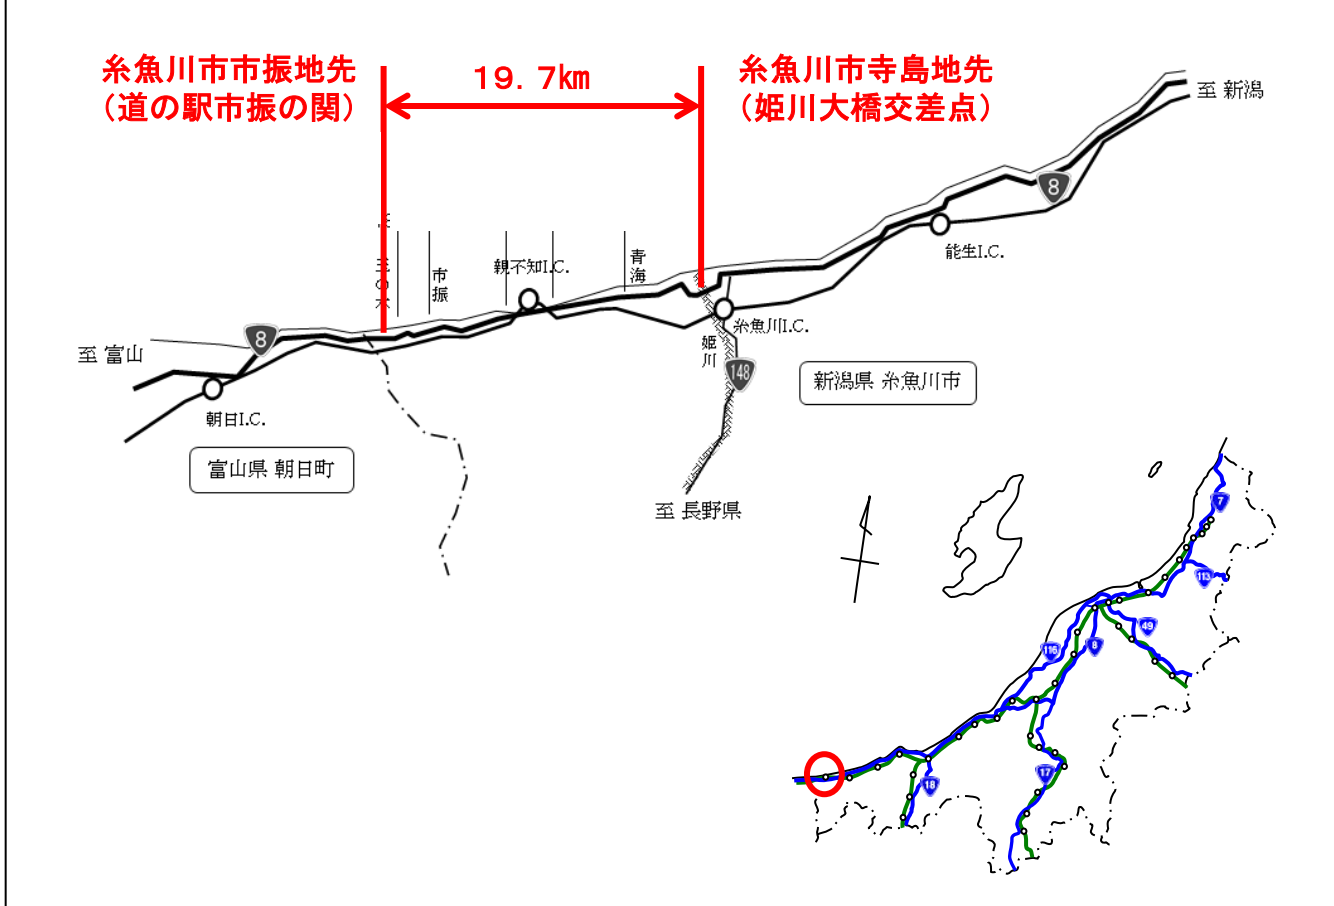 糸魚川市市振地先
（道の駅市振の関）
19.7㎞
糸魚川市寺島地先
（姫川大橋交差点）
至 新潟
8
能生I.C.
青海
親不知I.C.
市振
糸魚川I.C.
姫川
148
8
至 富山
朝日I.C.
新潟県 糸魚川市
富山県 朝日町
至 長野県
7
113
49
116
8
17
18